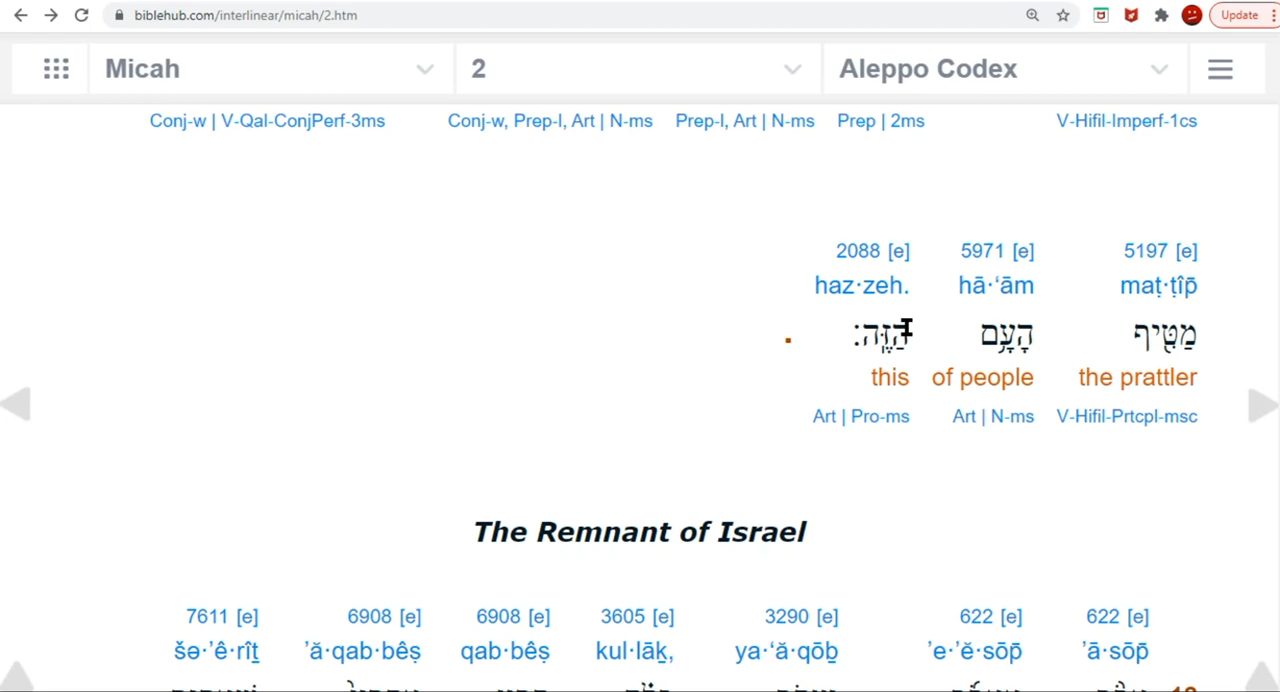 biblehub.com/interlinear/micah/2.htm Update
Micah 2 Aleppo Codex
Conj-w | V-Qal-ConjPerf-3ms Conj-w, Prep-l, Art | N-ms Prep-l, Art | N-ms Prep | 2ms V-Hifil-Imperf-1cs
2088 [e] 5971 [e] 5197 [e]
haz·zeh. hā·‘ām maṭ·ṭîp̄
. הַזֶּֽה׃ הָעָ֥ם מַטִּ֖יף
this of people the prattler
Art | Pro-ms Art | N-ms V-Hifil-Prtcpl-msc
The Remnant of Israel
7611 [e] 6908 [e] 6908 [e] 3605 [e] 3290 [e] 622 [e] 622 [e]
šə·’ê·rîṯ ’ă·qab·bêṣ qab·bêṣ kul·lāḵ, ya·‘ă·qōḇ ’e·’ĕ·sōp̄ ’ā·sōp̄